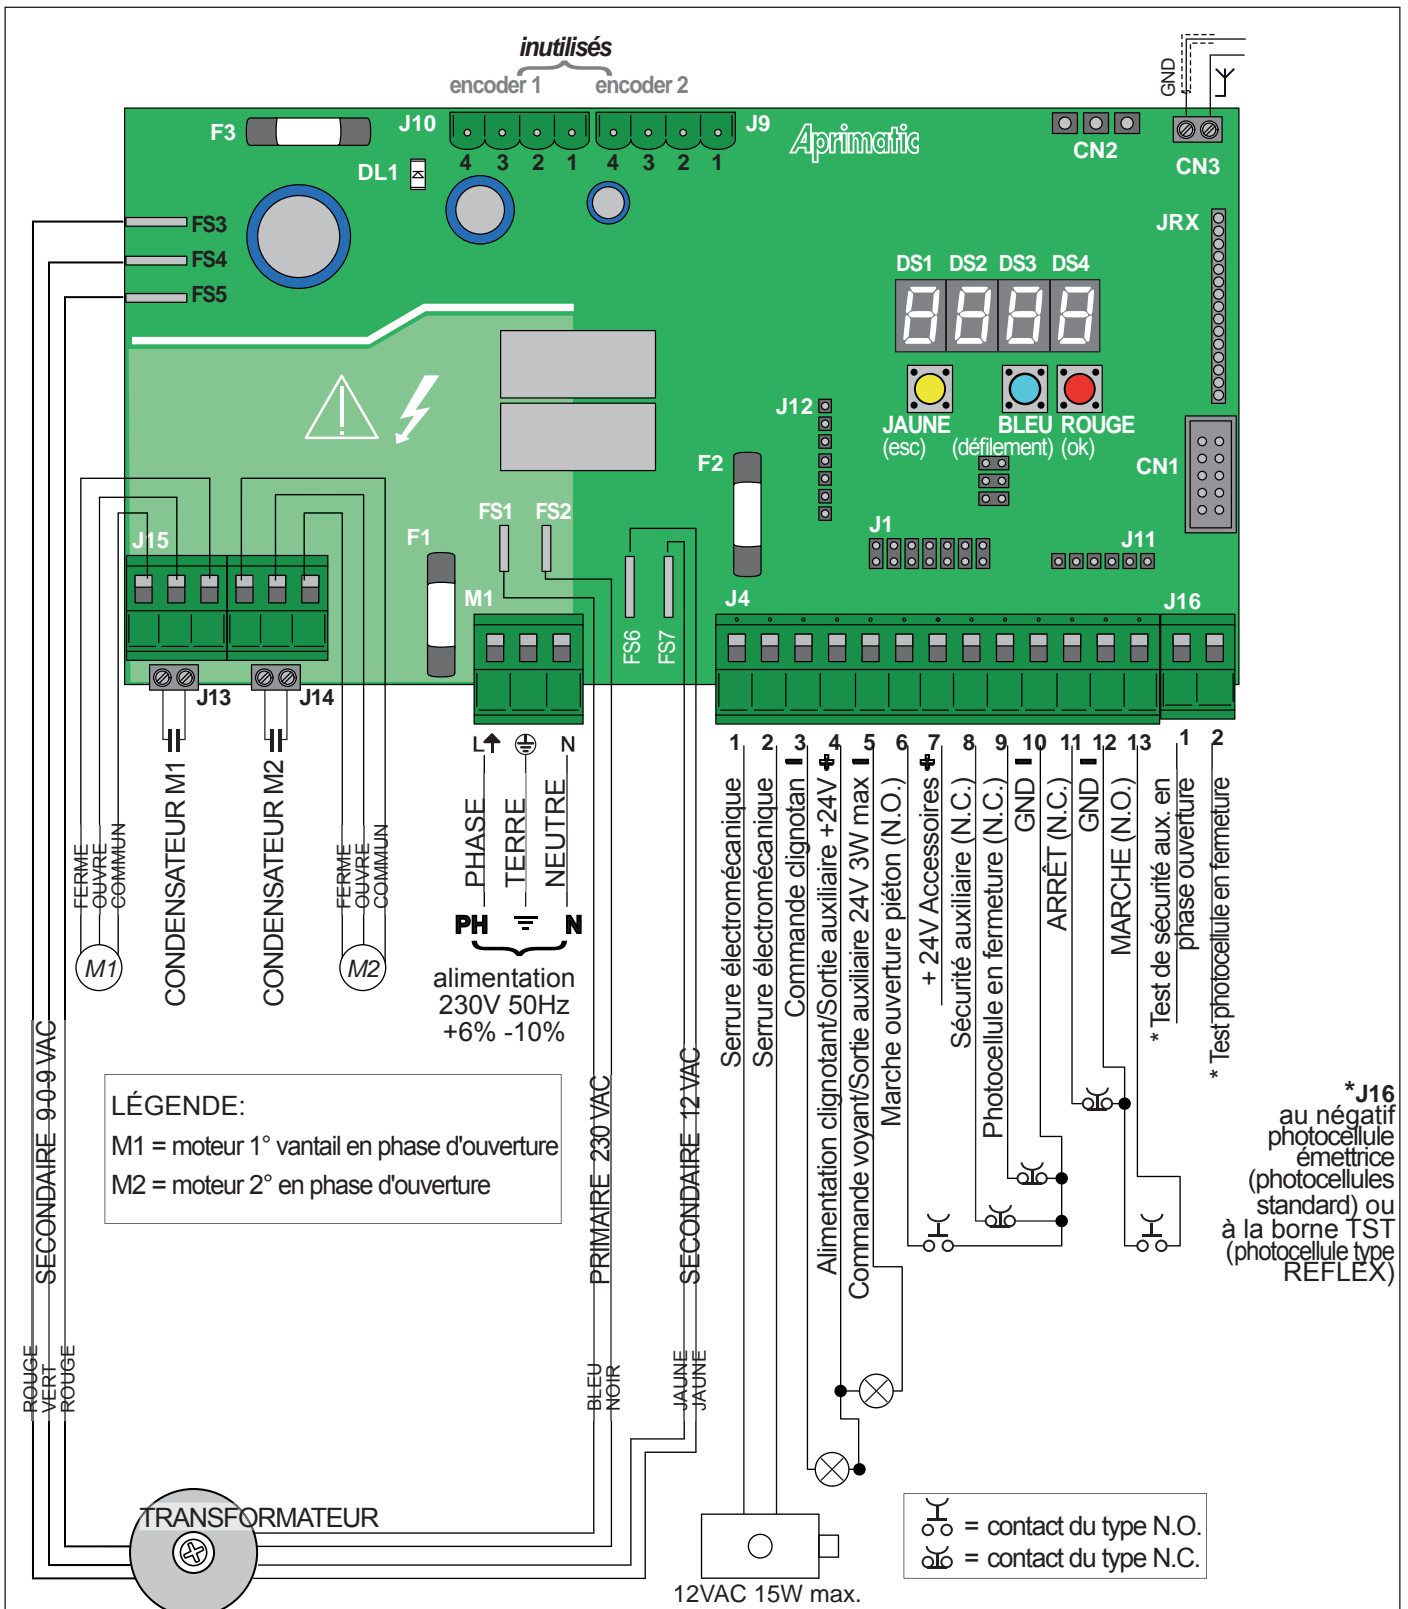 inutilisés
encoder 1
encoder 2
GND
F3
J10
J9
Aprimatic
CN2
CN3
4 3 2 1
4 3 2 1
DL1
JRX
FS3
FS4
FS5
DS1 DS2 DS3 DS4
J12
JAUNE
(esc)
BLEU
(défilement)
ROUGE
(ok)
F2
CN1
FS1
FS2
F1
J15
J1
J11
M1
FS6
FS7
J4
J16
J13
J14
L
N
1 2 3 4 5 6 7 8 9 10 11 12 13
1 2
Serrure électromécanique
Serrure électromécanique
Commande clignotan
Alimentation clignotant/Sortie auxiliaire +24V
Commande voyant/Sortie auxiliaire 24V 3W max
Marche ouverture piéton (N.O.)
+ 24V Accessoires
Sécurité auxiliaire (N.C.)
Photocellule en fermeture (N.C.)
GND
ARRÊT (N.C.)
GND
MARCHE (N.O.)
* Test de sécurité aux. en
phase ouverture
* Test photocellule en fermeture
PHASE
TERRE
NEUTRE
PH
N
alimentation
230V 50Hz
+6% -10%
FERME
OUVRE
COMMUN
CONDENSATEUR M1
CONDENSATEUR M2
FERME
OUVRE
COMMUN
M1
M2
LÉGENDE:
M1 = moteur 1° vantail en phase d'ouverture
M2 = moteur 2° en phase d'ouverture
SECONDAIRE 9-0-9 VAC
PRIMAIRE 230 VAC
SECONDAIRE 12 VAC
*J16
au négatif
photocellule
émettrice
(photocellules
standard) ou
à la borne TST
(photocellule type
REFLEX)
ROUGE
VERT
ROUGE
BLEU
NOIR
JAUNE
JAUNE
TRANSFORMATEUR
12VAC 15W max.
= contact du type N.O.
= contact du type N.C.